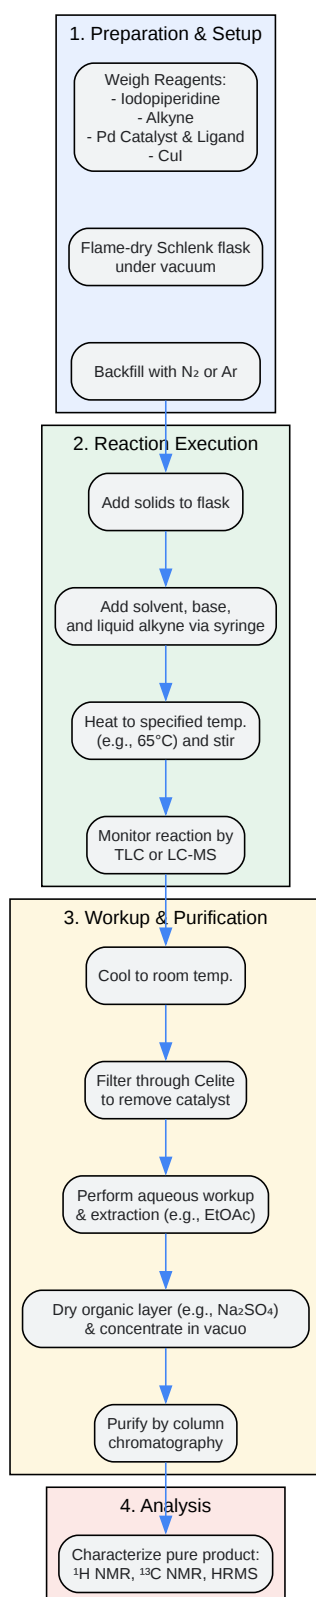 1. Preparation & Setup
Weigh Reagents:
- Iodopiperidine
- Alkyne
- Pd Catalyst & Ligand
- CuI
Flame-dry Schlenk flask
under vacuum
Backfill with N₂ or Ar
2. Reaction Execution
Add solids to flask
Add solvent, base,
and liquid alkyne via syringe
Heat to specified temp.
(e.g., 65°C) and stir
Monitor reaction by
TLC or LC-MS
3. Workup & Purification
Cool to room temp.
Filter through Celite
to remove catalyst
Perform aqueous workup
& extraction (e.g., EtOAc)
Dry organic layer (e.g., Na₂SO₄)
& concentrate in vacuo
Purify by column
chromatography
4. Analysis
Characterize pure product:
¹H NMR, ¹³C NMR, HRMS